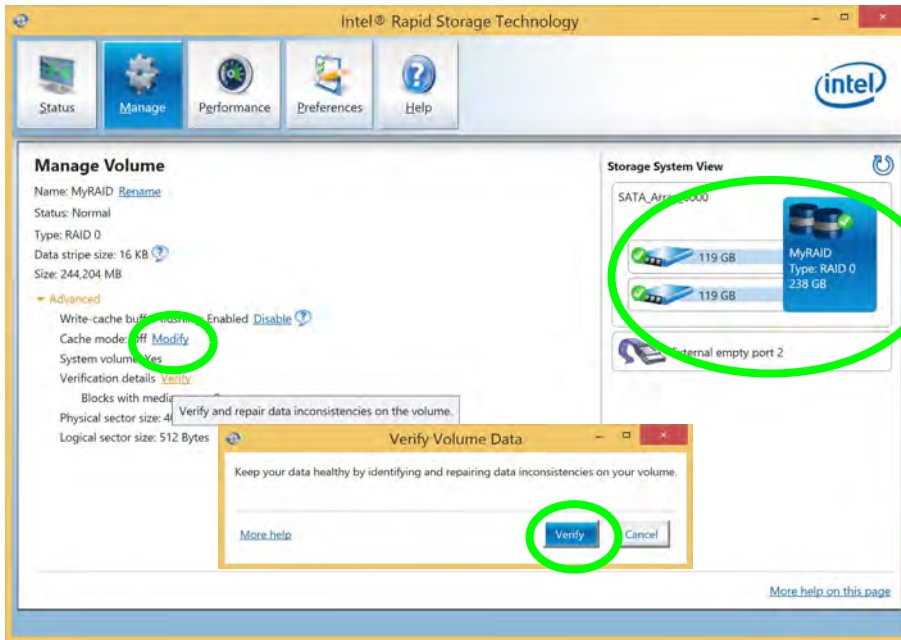 Intel® Rapid Storage Technology
Status
Manage
Performance
Preferences
Help
intel
Manage Volume
Name: MyRAID Rename
Status: Normal
Type: RAID 0
Data stripe size: 16 KB
Size: 244,204 MB
Advanced
Write-cache buffer Enabled Disable
Cache mode: Off Modify
System volume: Yes
Verification details Verify
Blocks with media
Physical sector size:
Logical sector size: 512 Bytes
Verify and repair data inconsistencies on the volume.
Storage System View
SATA_Array_0000
119 GB
119 GB
MyRAID
Type: RAID 0
238 GB
External empty port 2
Verify Volume Data
Keep your data healthy by identifying and repairing data inconsistencies on your volume.
More help
Verify
Cancel
More help on this page